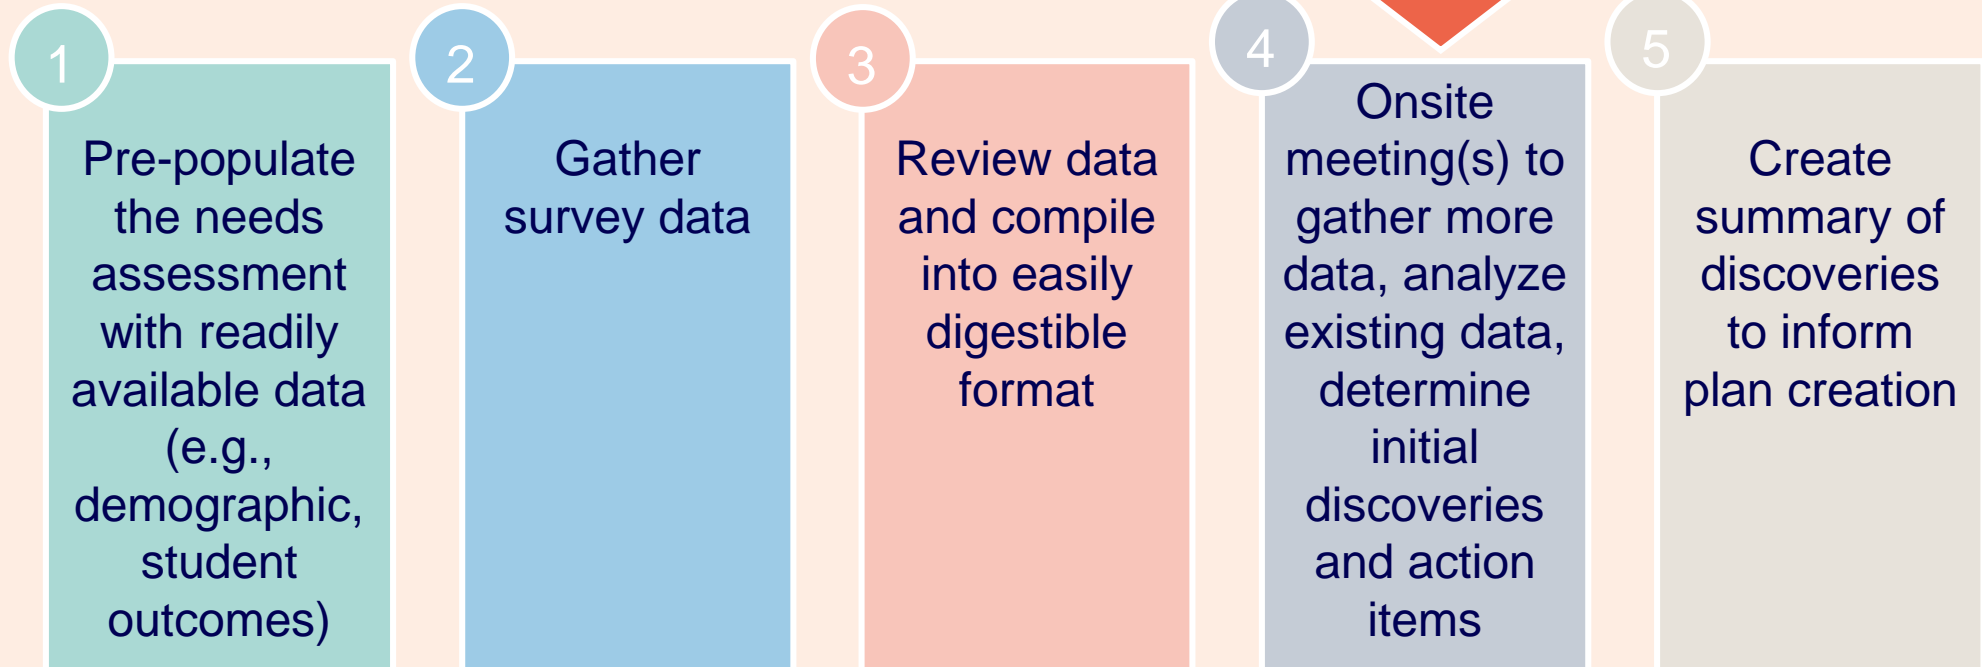 1
Pre-populate
the needs
assessment
with readily
available data
(e.g.,
demographic,
student
outcomes)
2
Gather
survey data
3
Review data
and compile
into easily
digestible
format
4
Onsite
meeting(s) to
gather more
data, analyze
existing data,
determine
initial
discoveries
and action
items
5
Create
summary of
discoveries
to inform
plan creation